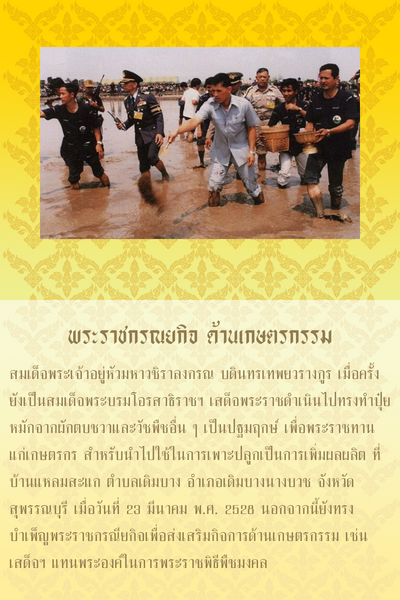 พระราชกรณยกิจ ด้านเกษตรกรรม
สมเด็จพระเจ้าอยู่หัวมหาวชิราลงกรณ บดินทรเทพยวรางกูร เมื่อครั้ง
ยังเป็นสมเด็จพระบรมโอรสาธิราชฯ เสด็จพระราชดำเนินไปทรงทำปุ๋ย
หมักจากผักตบชวาและวัชพืชอื่น ๆ เป็นปฐมฤกษ์ เพื่อพระราชทาน
แก่เกษตรกร สำหรับนำไปใช้ในการเพาะปลูกเป็นการเพิ่มผลผลิต ที่
บ้านแหลมสะแก ตำบลเดิมบาง อำเภอเดิมบางนางบวช จังหวัด
สุพรรณบุรี เมื่อวันที่ 23 มีนาคม พ.ศ. 2528 นอกจากนี้ยังทรง
บำเพ็ญพระราชกรณียกิจเพื่อส่งเสริมกิจการด้านเกษตรกรรม เช่น
เสด็จฯ แทนพระองค์ในการพระราชพิธีพืชมงคล